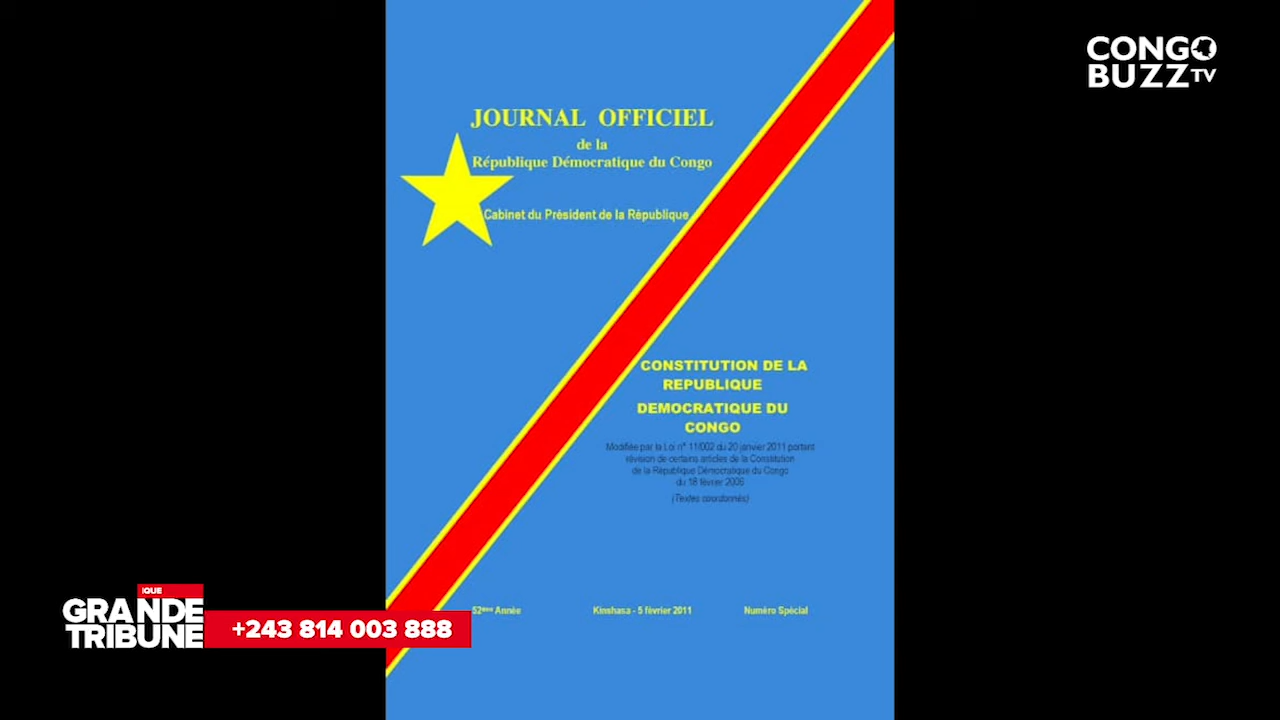 CONGO
BUZZ TV
JOURNAL OFFICIEL
de la
République Démocratique du Congo
Cabinet du Président de la République
CONSTITUTION DE LA
REPUBLIQUE
DEMOCRATIQUE DU
CONGO
Modifiée par la Loi n° 11/002 du 20 janvier 2011 portant
révision de certains articles de la Constitution
de la République Démocratique du Congo
du 18 février 2006
(Textes coordonnés)
52ème Année
Kinshasa - 5 février 2011
Numéro Spécial
IQUE
GRANDE
TRIBUNE
+243 814 003 888